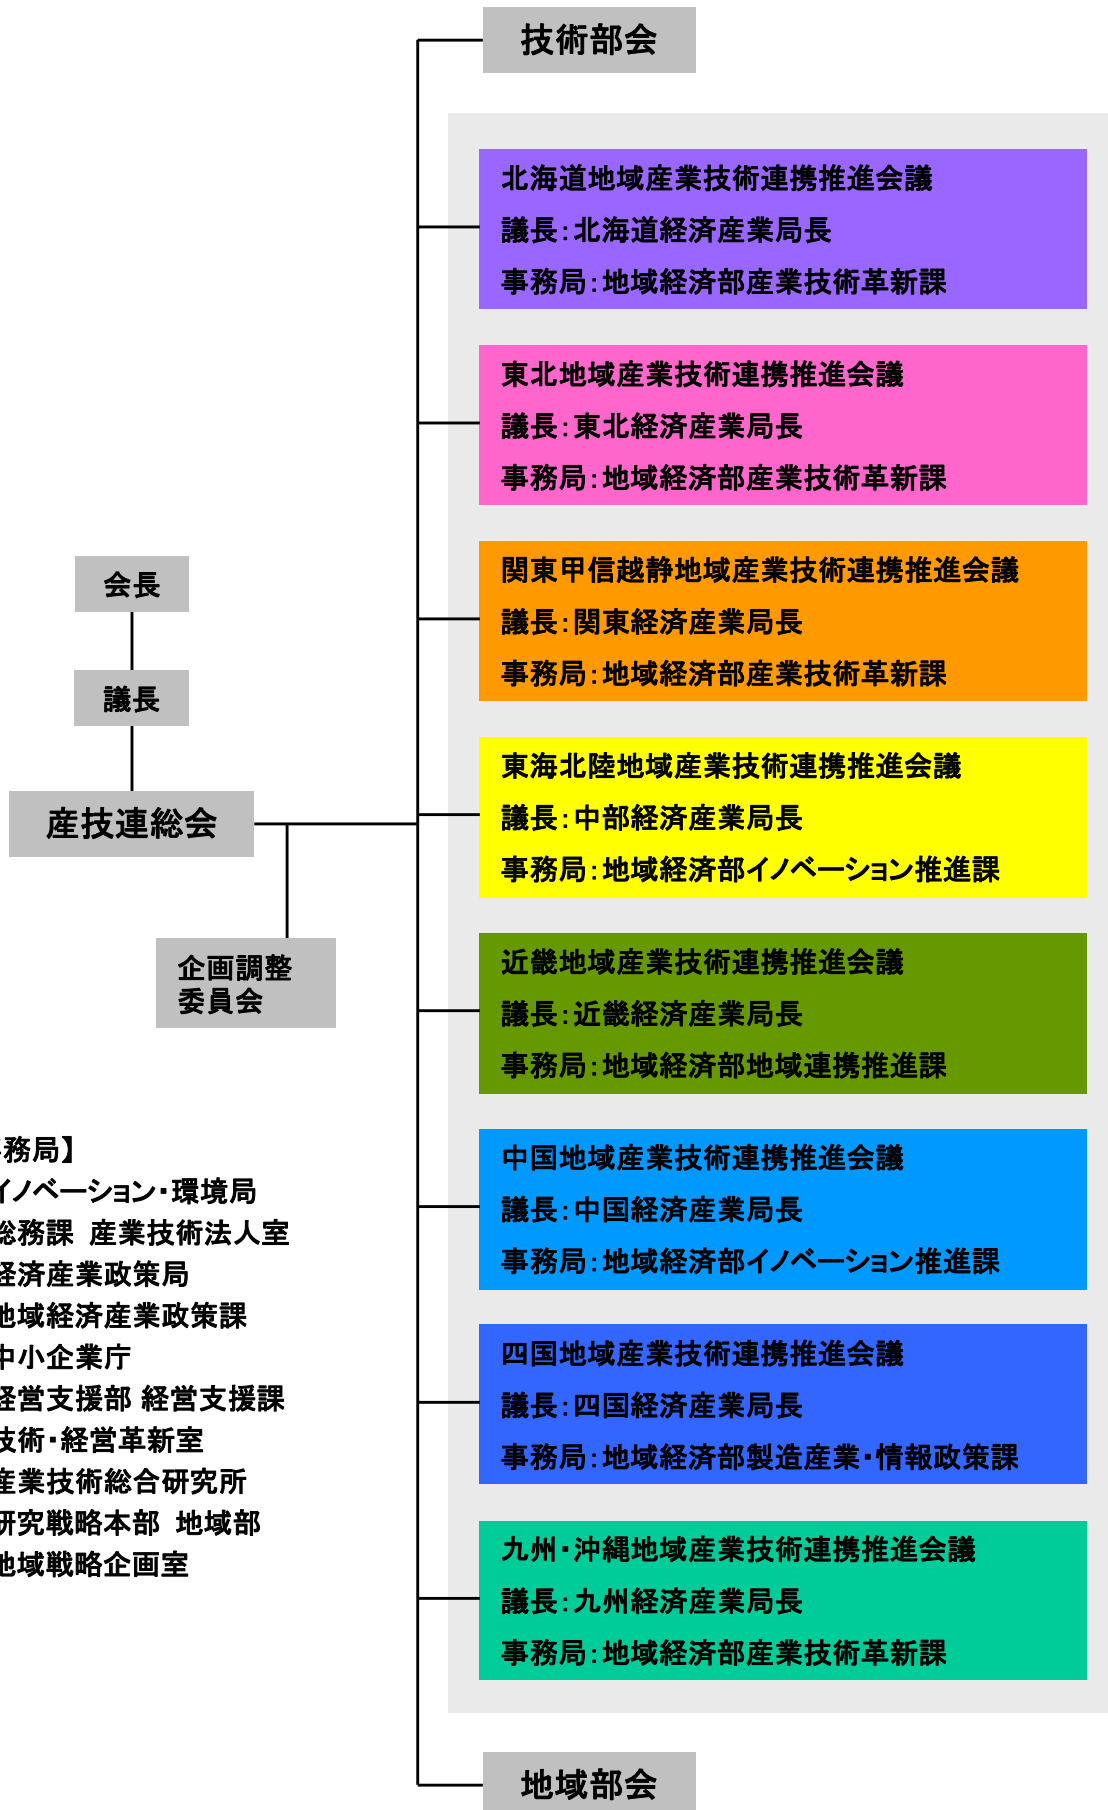 技術部会
北海道地域産業技術連携推進会議
議長：北海道経済産業局長
事務局：地域経済部産業技術革新課
東北地域産業技術連携推進会議
議長：東北経済産業局長
事務局：地域経済部産業技術革新課
関東甲信越静地域産業技術連携推進会議
議長：関東経済産業局長
事務局：地域経済部産業技術革新課
会長
議長
産技連総会
企画調整
委員会
東海北陸地域産業技術連携推進会議
議長：中部経済産業局長
事務局：地域経済部イノベーション推進課
近畿地域産業技術連携推進会議
議長：近畿経済産業局長
事務局：地域経済部地域連携推進課
中国地域産業技術連携推進会議
議長：中国経済産業局長
事務局：地域経済部イノベーション推進課
四国地域産業技術連携推進会議
議長：四国経済産業局長
事務局：地域経済部製造産業・情報政策課
九州・沖縄地域産業技術連携推進会議
議長：九州経済産業局長
事務局：地域経済部産業技術革新課
地域部会
務局】
イノベーション・環境局
総務課 産業技術法人室
経済産業政策局
地域経済産業政策課
中小企業庁
経営支援部 経営支援課
技術・経営革新室
産業技術総合研究所
研究戦略本部 地域部
地域戦略企画室